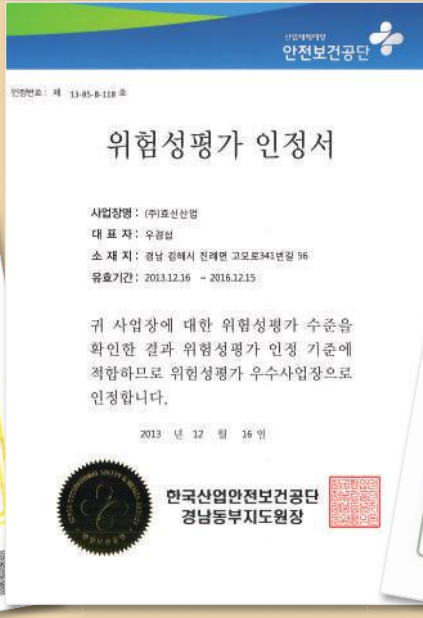 산업재해예방
안전보건공단
인정번호 : 제 13-85-B-118 호
위험성평가 인정서
사업장명 : (주)효신산업
대 표 자 : 우경섭
소 재 지 : 경남 김해시 진례면 고모로341번길 56
유효기간 : 2013.12.16 ~ 2016.12.15
귀 사업장에 대한 위험성평가 수준을
확인한 결과 위험성평가 인정 기준에
적합하므로 위험성평가 우수사업장으로
인정합니다.
2013 년 12 월 16 일
한국산업안전보건공단
경남동부지도원장